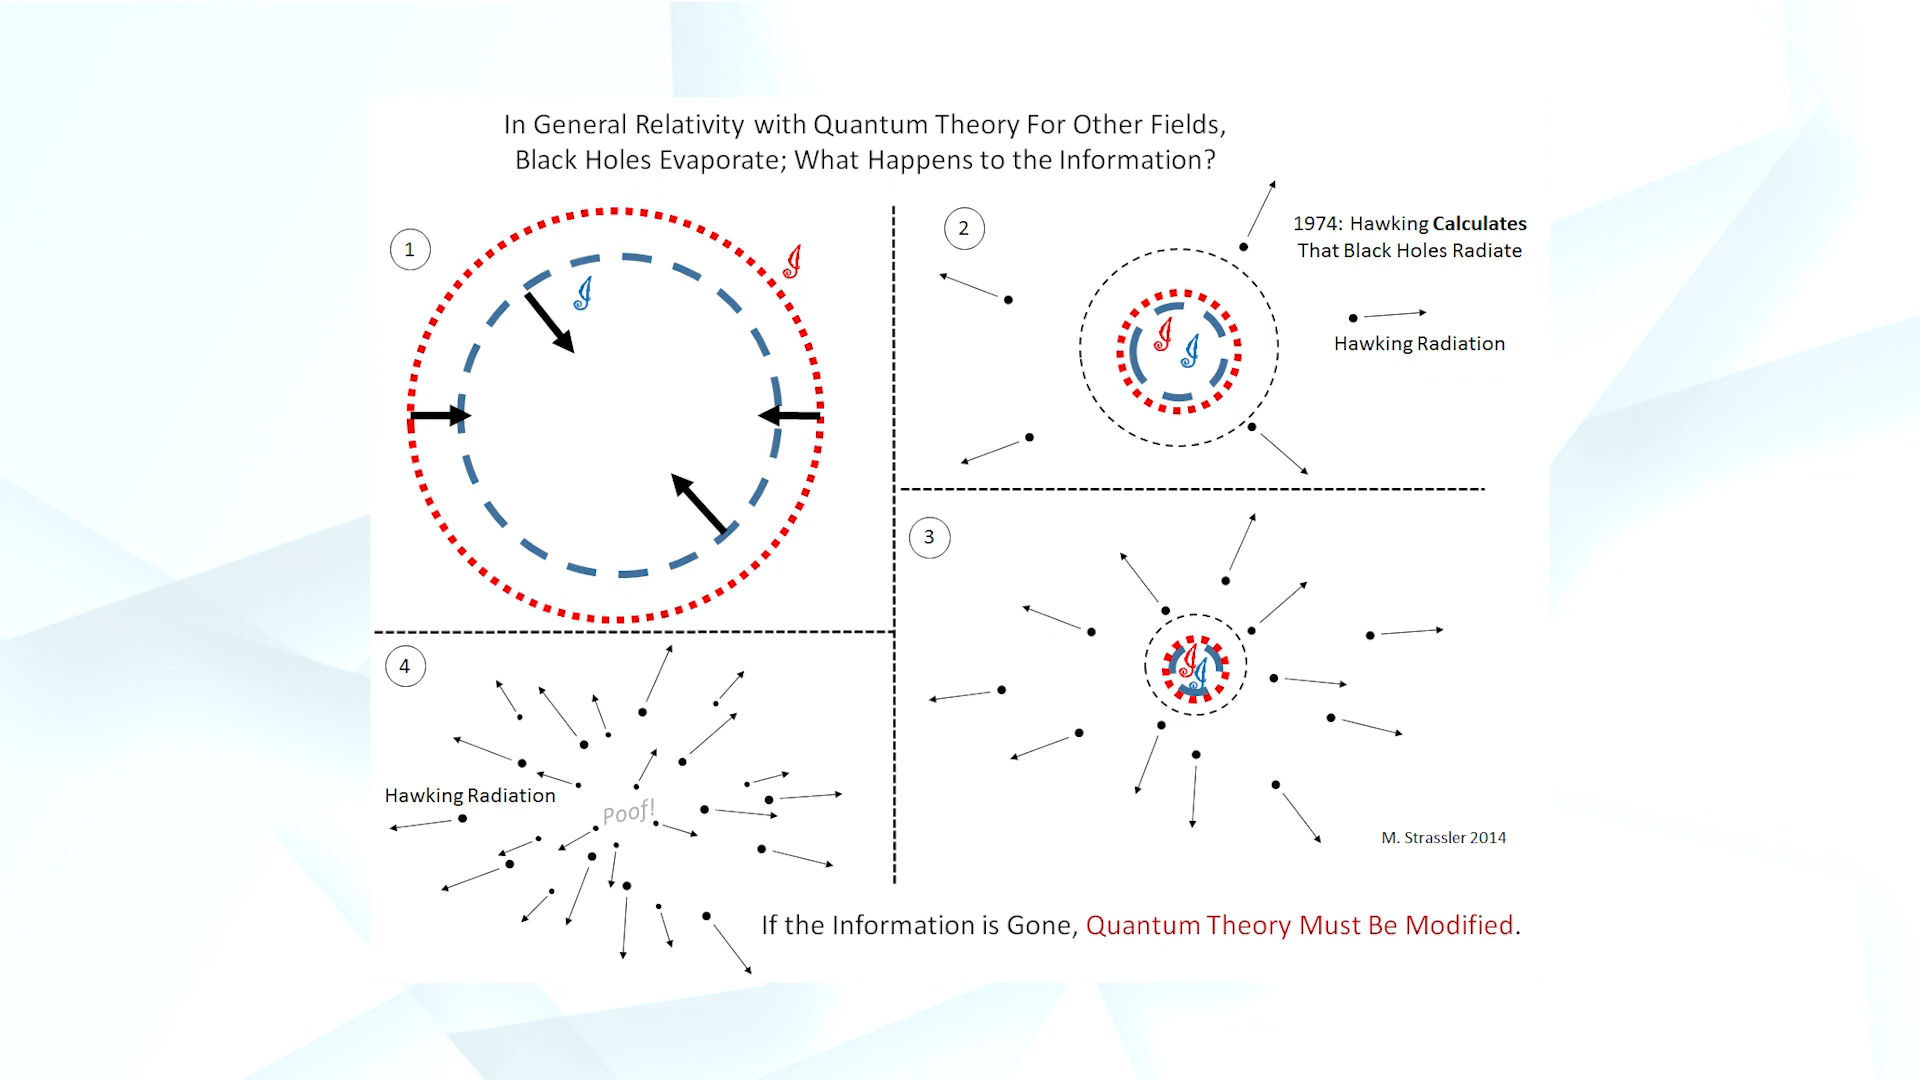 In General Relativity with Quantum Theory For Other Fields,
Black Holes Evaporate; What Happens to the Information?
1
ℐ
ℐ
2
1974: Hawking Calculates
That Black Holes Radiate
ℐ
ℐ
Hawking Radiation
3
ℐ
ℐ
M. Strassler 2014
4
Hawking Radiation
Poof!
If the Information is Gone, Quantum Theory Must Be Modified.